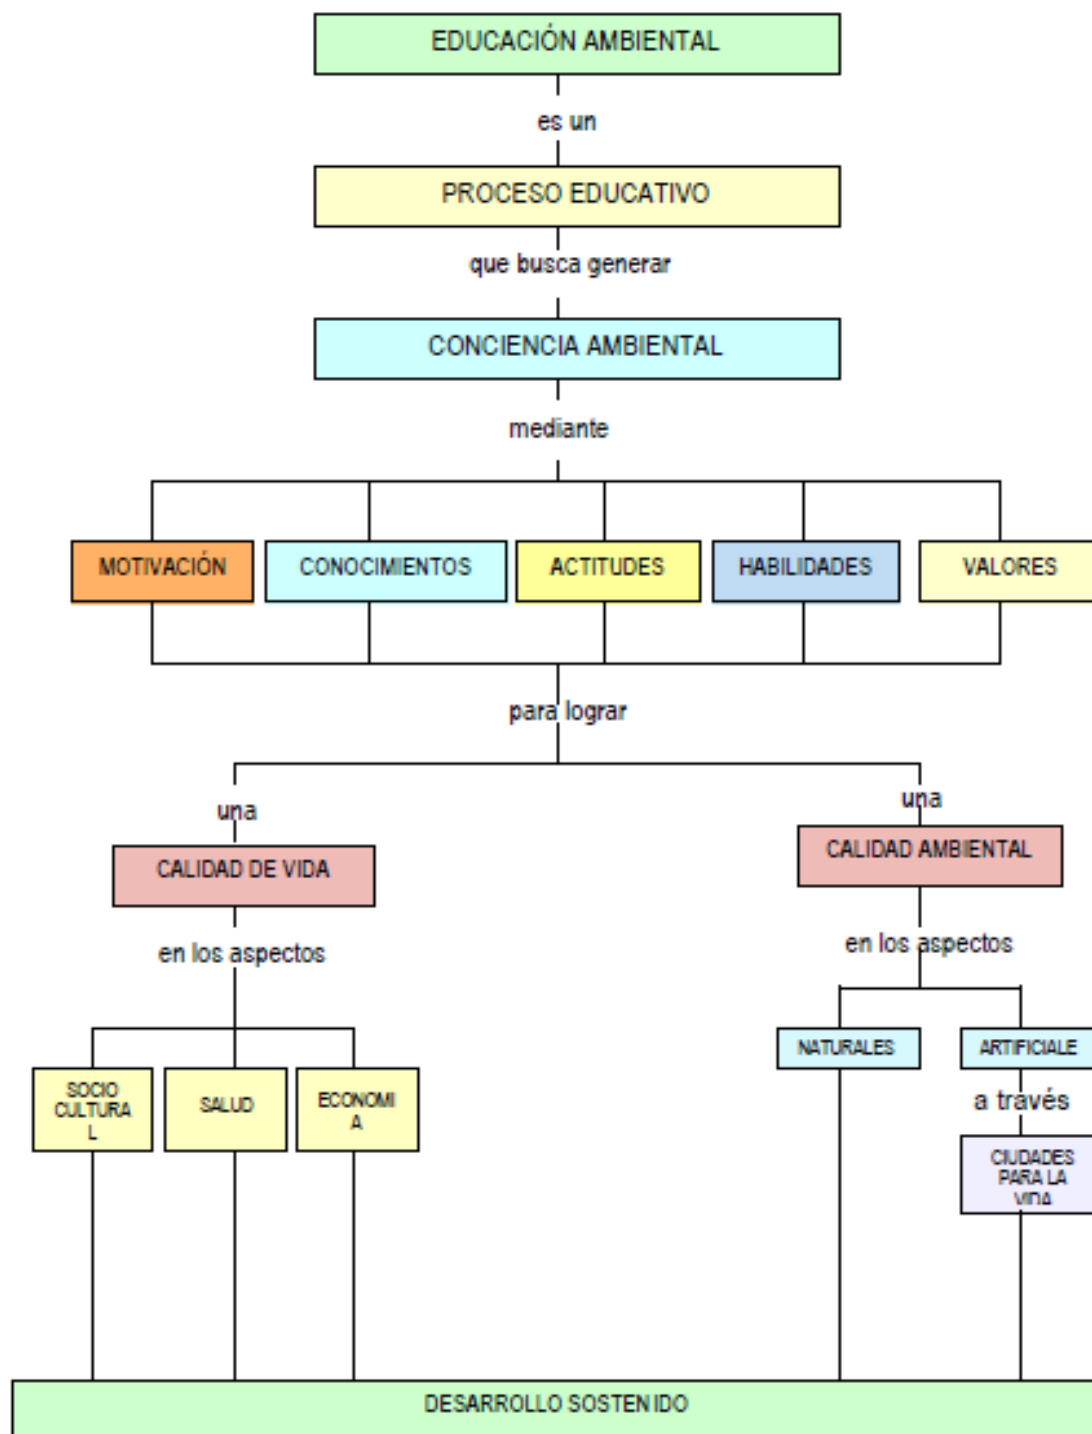 EDUCACIÓN AMBIENTAL
es un
PROCESO EDUCATIVO
que busca generar
CONCIENCIA AMBIENTAL
mediante
MOTIVACIÓN
CONOCIMIENTOS
ACTITUDES
HABILIDADES
VALORES
para lograr
una
una
CALIDAD DE VIDA
CALIDAD AMBIENTAL
en los aspectos
en los aspectos
NATURALES
ARTIFICIALE
SOCIO
CULTURA
L
SALUD
ECONOMI
A
a través
CIUDADES
PARA LA
VIDA
DESARROLLO SOSTENIDO